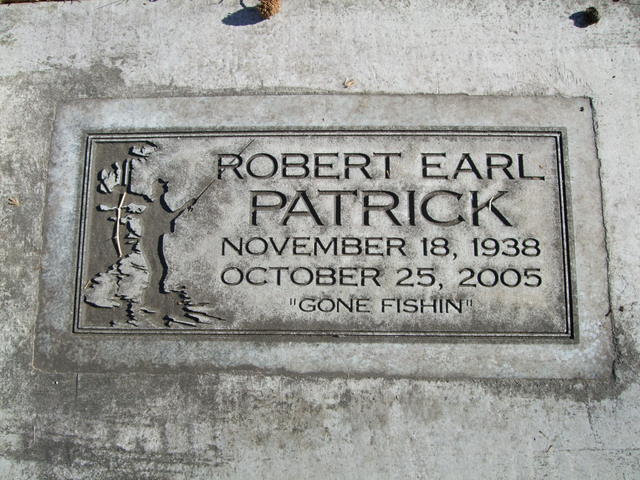 ROBERT EARL
PATRICK
NOVEMBER 18, 1938
OCTOBER 25, 2005
"GONE FISHIN"